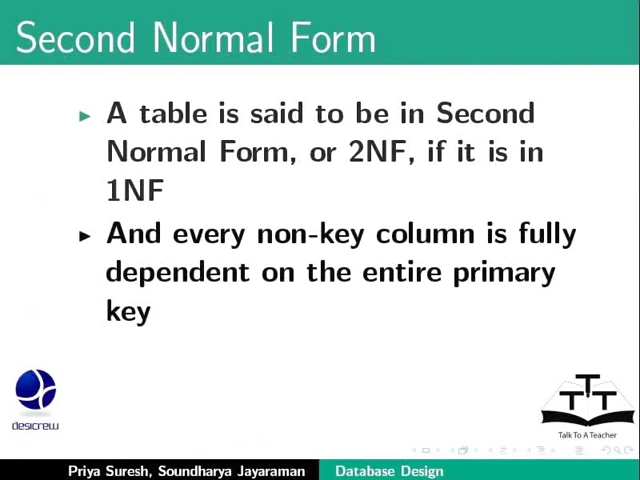 Second Normal Form
A table is said to be in Second
Normal Form, or 2NF, if it is in
1NF
And every non-key column is fully
dependent on the entire primary
key
desicrew
TTT
Talk To A Teacher
Priya Suresh, Soundharya Jayaraman Database Design